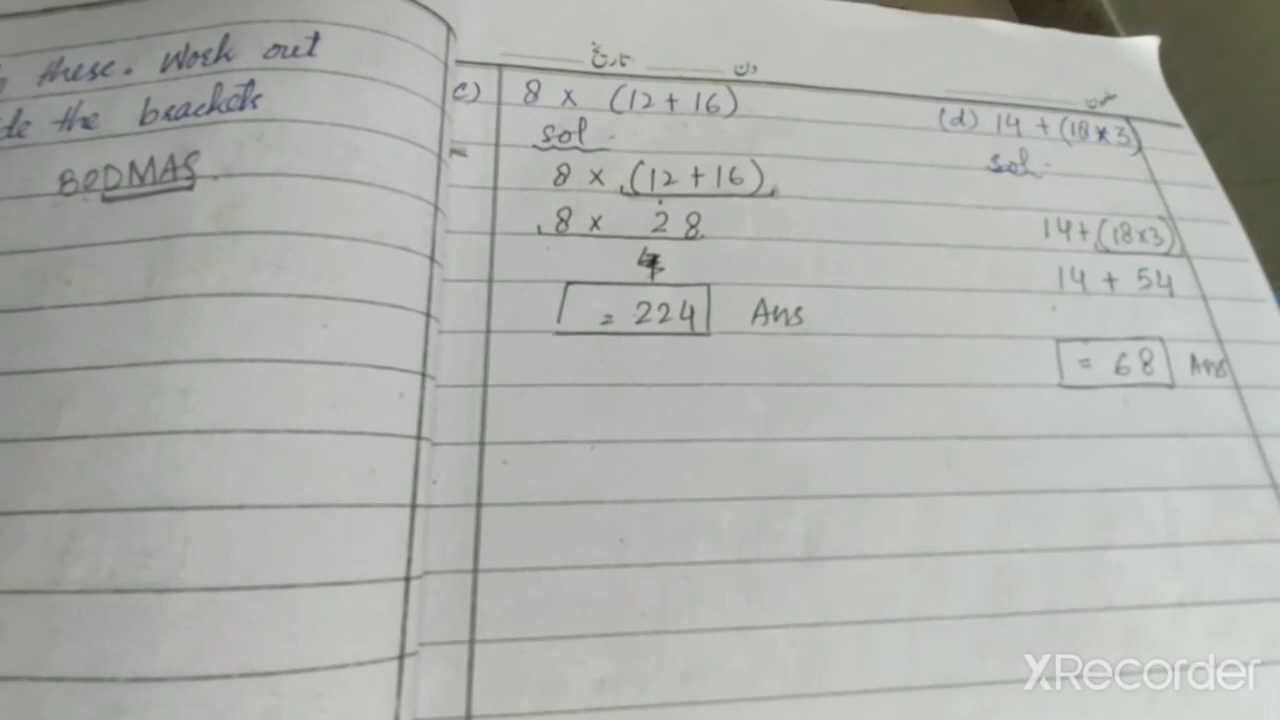 these. Work out
the brackets
BODMAS.
دن تاریخ
c) 8 × (12 + 16)
sol.
8 × (12 + 16)
8 × 28
= 224 Ans
(d) 14 + (18 × 3)
sol.
14 + (18 × 3)
14 + 54
= 68 Ans
XRecorder